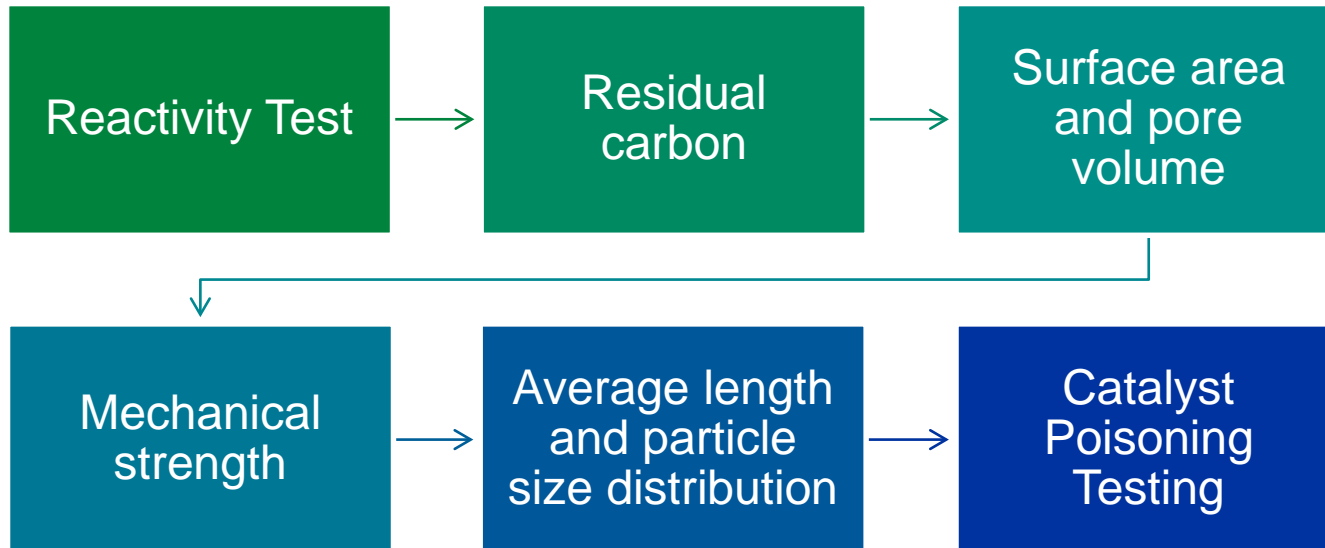 Reactivity Test
Residual
carbon
Surface area
and pore
volume
Mechanical
strength
Average length
and particle
size distribution
Catalyst
Poisoning
Testing